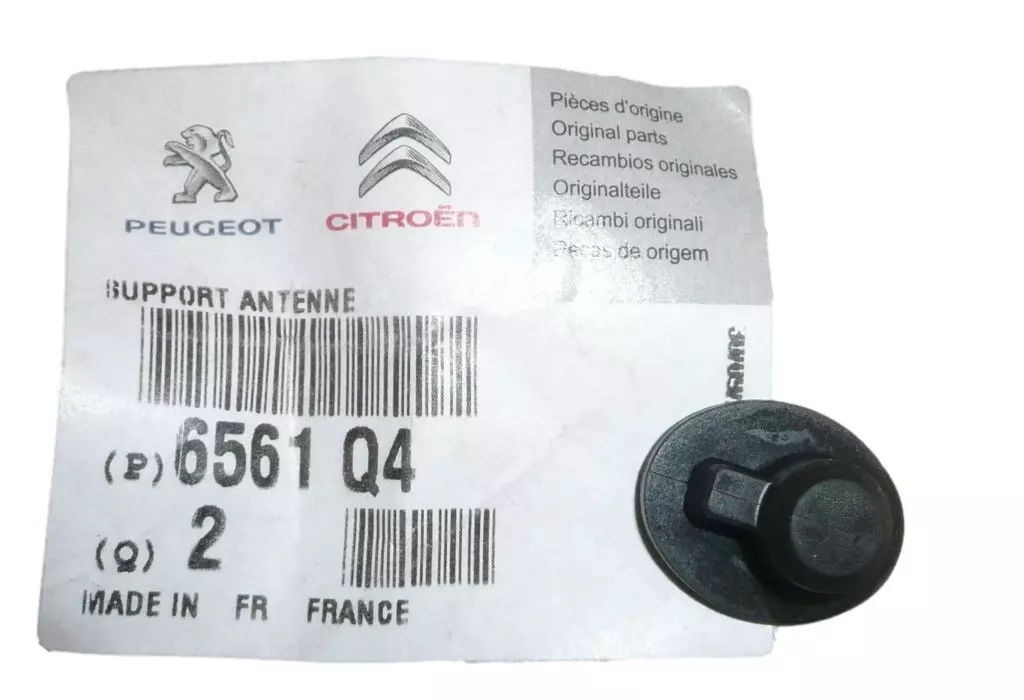 PEUGEOT
CITROËN
Pièces d'origine
Original parts
Recambios originales
Originalteile
Ricambi originali
Peças de origem
SUPPORT ANTENNE
(P) 6561 Q4
(Q) 2
MADE IN FR FRANCE